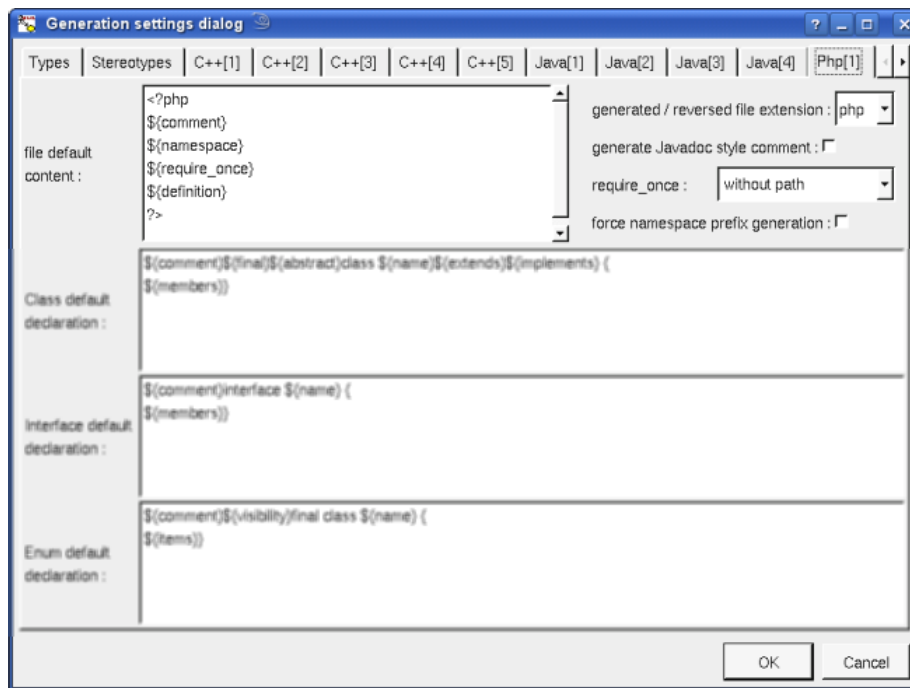 Generation settings dialog
Types Stereotypes C++[1] C++[2] C++[3] C++[4] C++[5] Java[1] Java[2] Java[3] Java[4] Php[1]
file default
content :
<?php
${comment}
${namespace}
${require_once}
${definition}
?>
generated / reversed file extension : php
generate Javadoc style comment :
require_once : without path
force namespace prefix generation :
Class default
declaration :
${comment}${final}${abstract}class ${name}${extends}${implements} {
${members}}
Interface default
declaration :
${comment}interface ${name} {
${members}}
Enum default
declaration :
${comment}${visibility}final class ${name} {
${items}}
OK Cancel